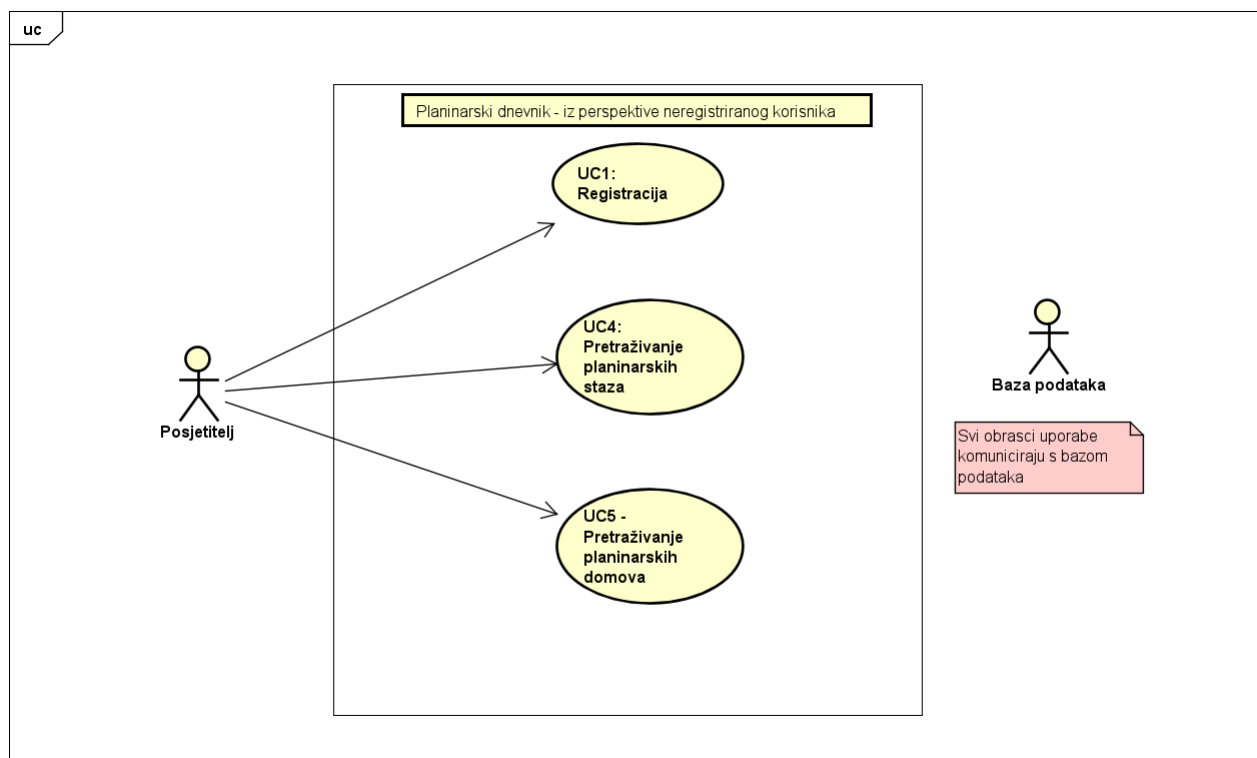 uc
Planinarski dnevnik - iz perspektive neregistriranog korisnika
UC1:
Registracija
UC4:
Pretraživanje
planinarskih
staza
UC5 -
Pretraživanje
planinarskih
domova
Posjetitelj
Baza podataka
Svi obrasci uporabe
komuniciraju s bazom
podataka